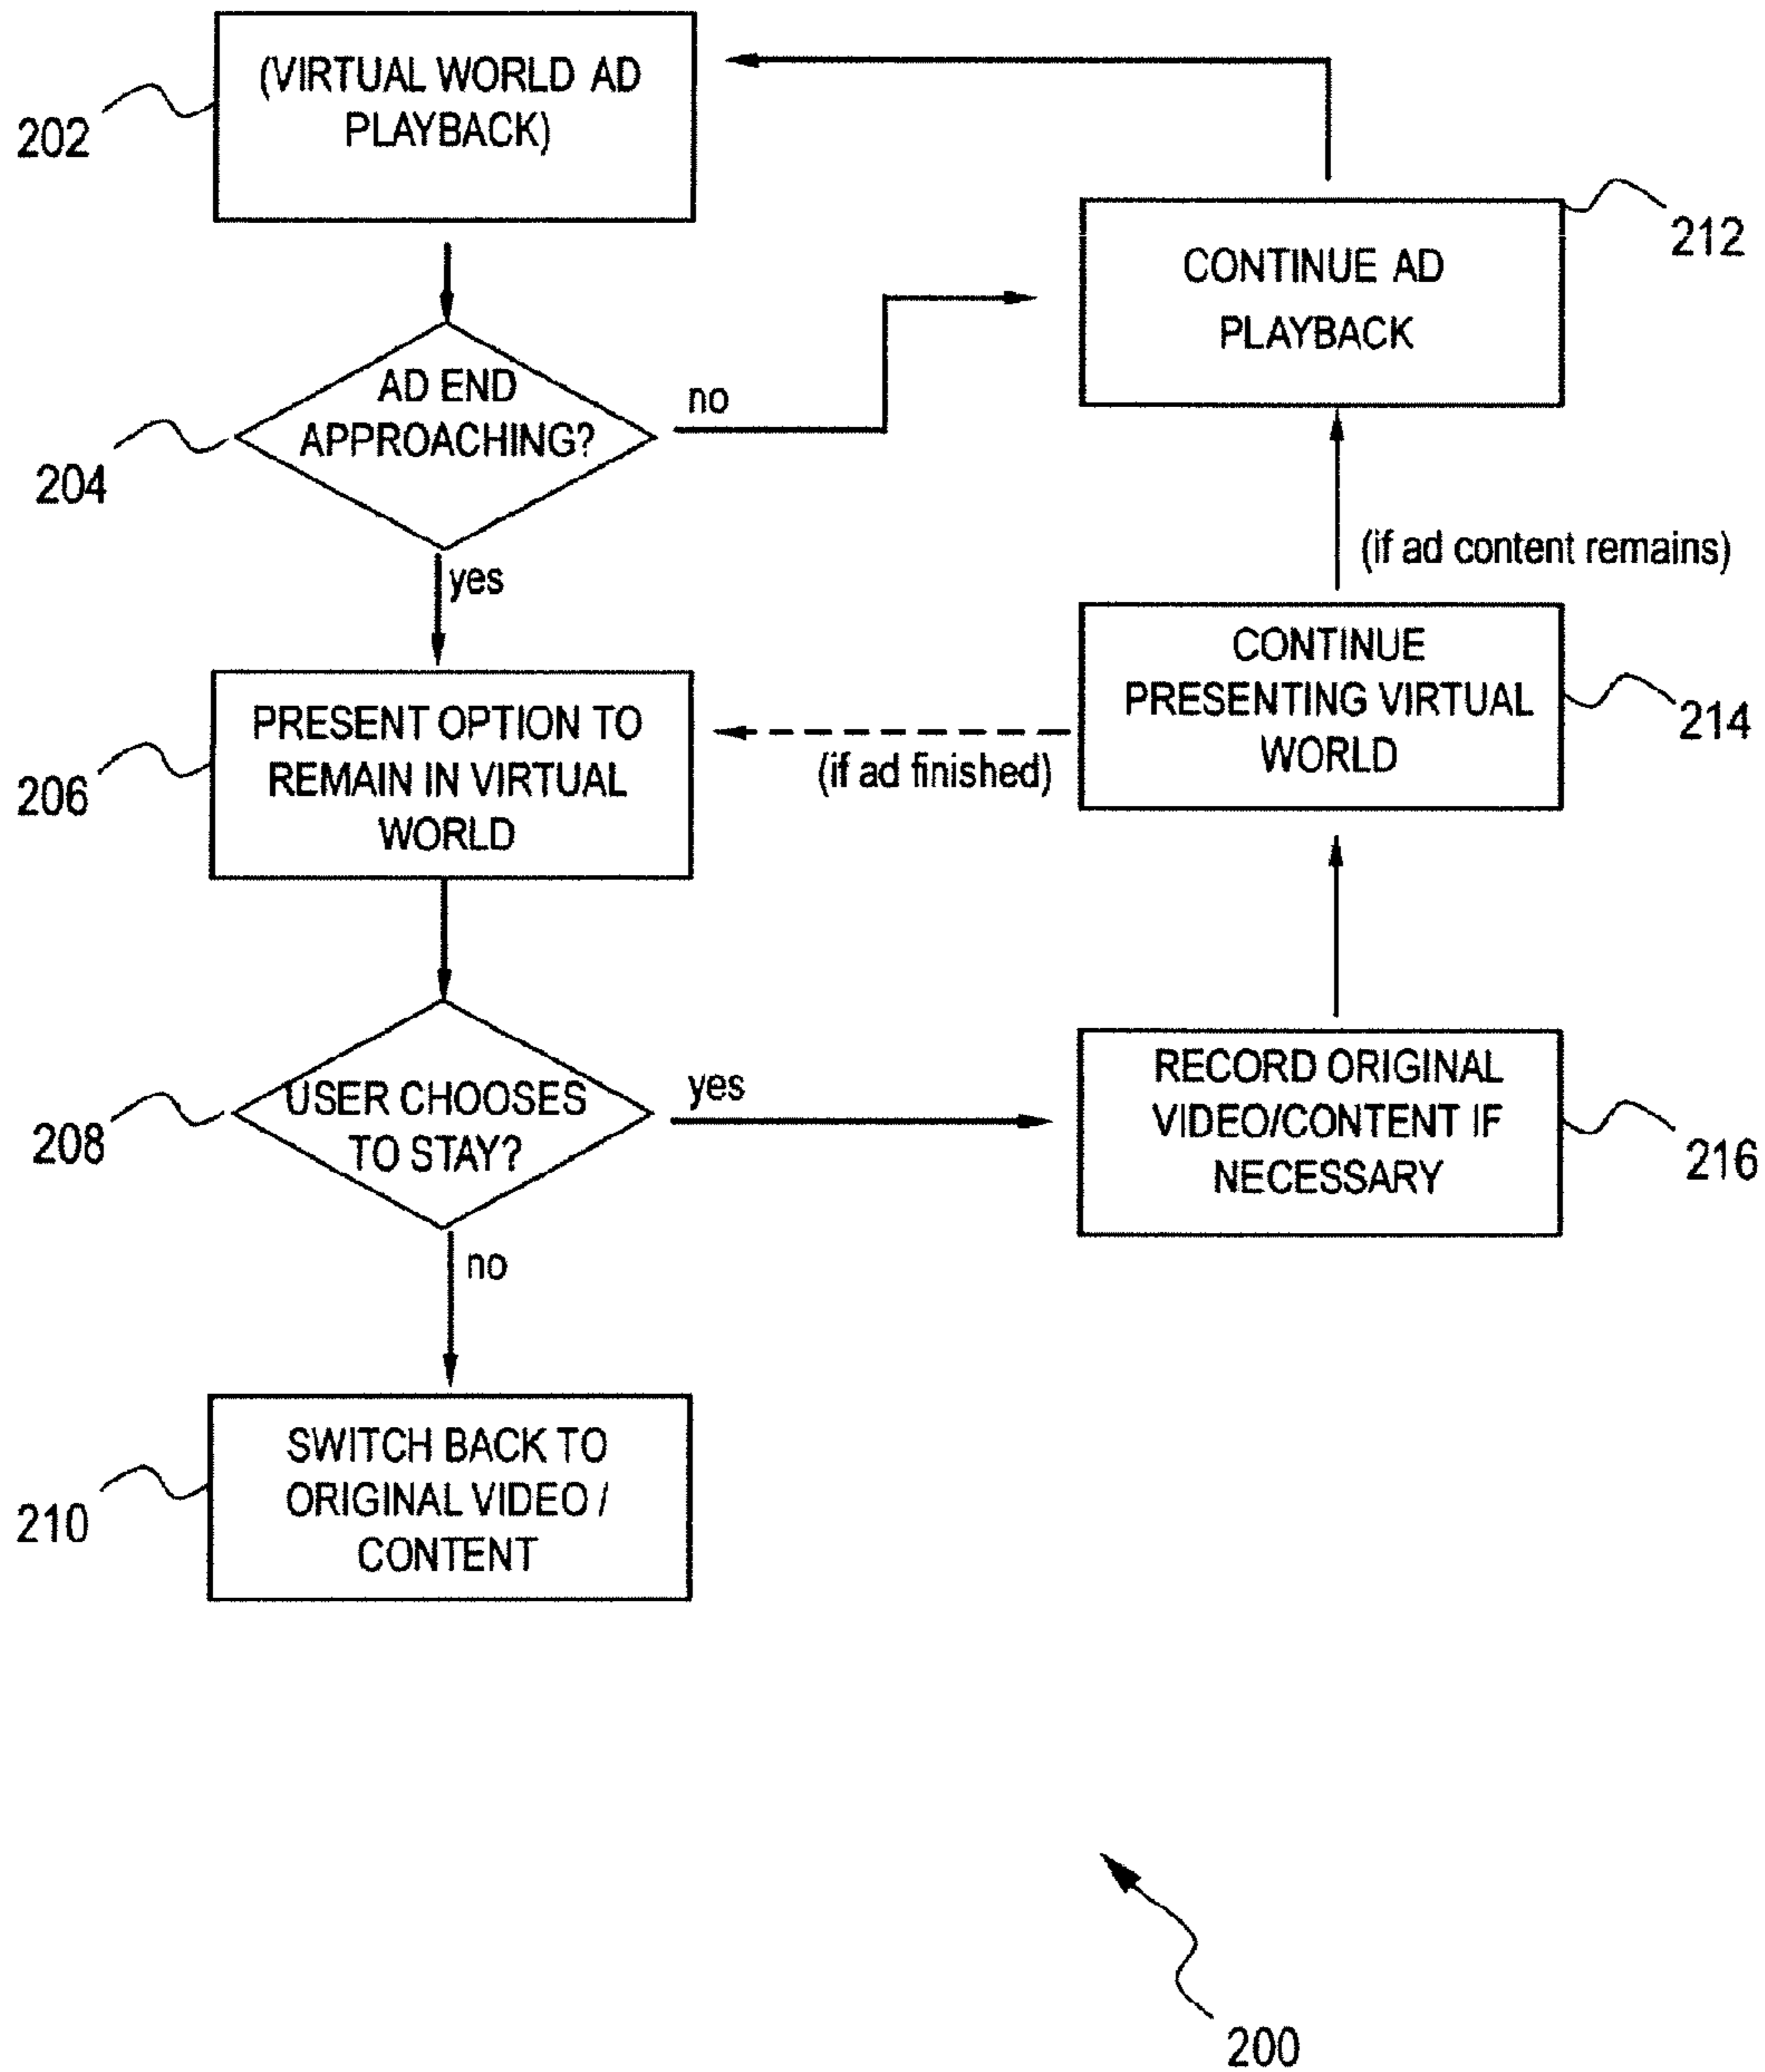 (VIRTUAL WORLD AD
PLAYBACK)
202
AD END
APPROACHING?
204
no
yes
CONTINUE AD
PLAYBACK
212
(if ad content remains)
PRESENT OPTION TO
REMAIN IN VIRTUAL
WORLD
206
(if ad finished)
CONTINUE
PRESENTING VIRTUAL
WORLD
214
USER CHOOSES
TO STAY?
208
yes
no
RECORD ORIGINAL
VIDEO/CONTENT IF
NECESSARY
216
SWITCH BACK TO
ORIGINAL VIDEO /
CONTENT
210
200